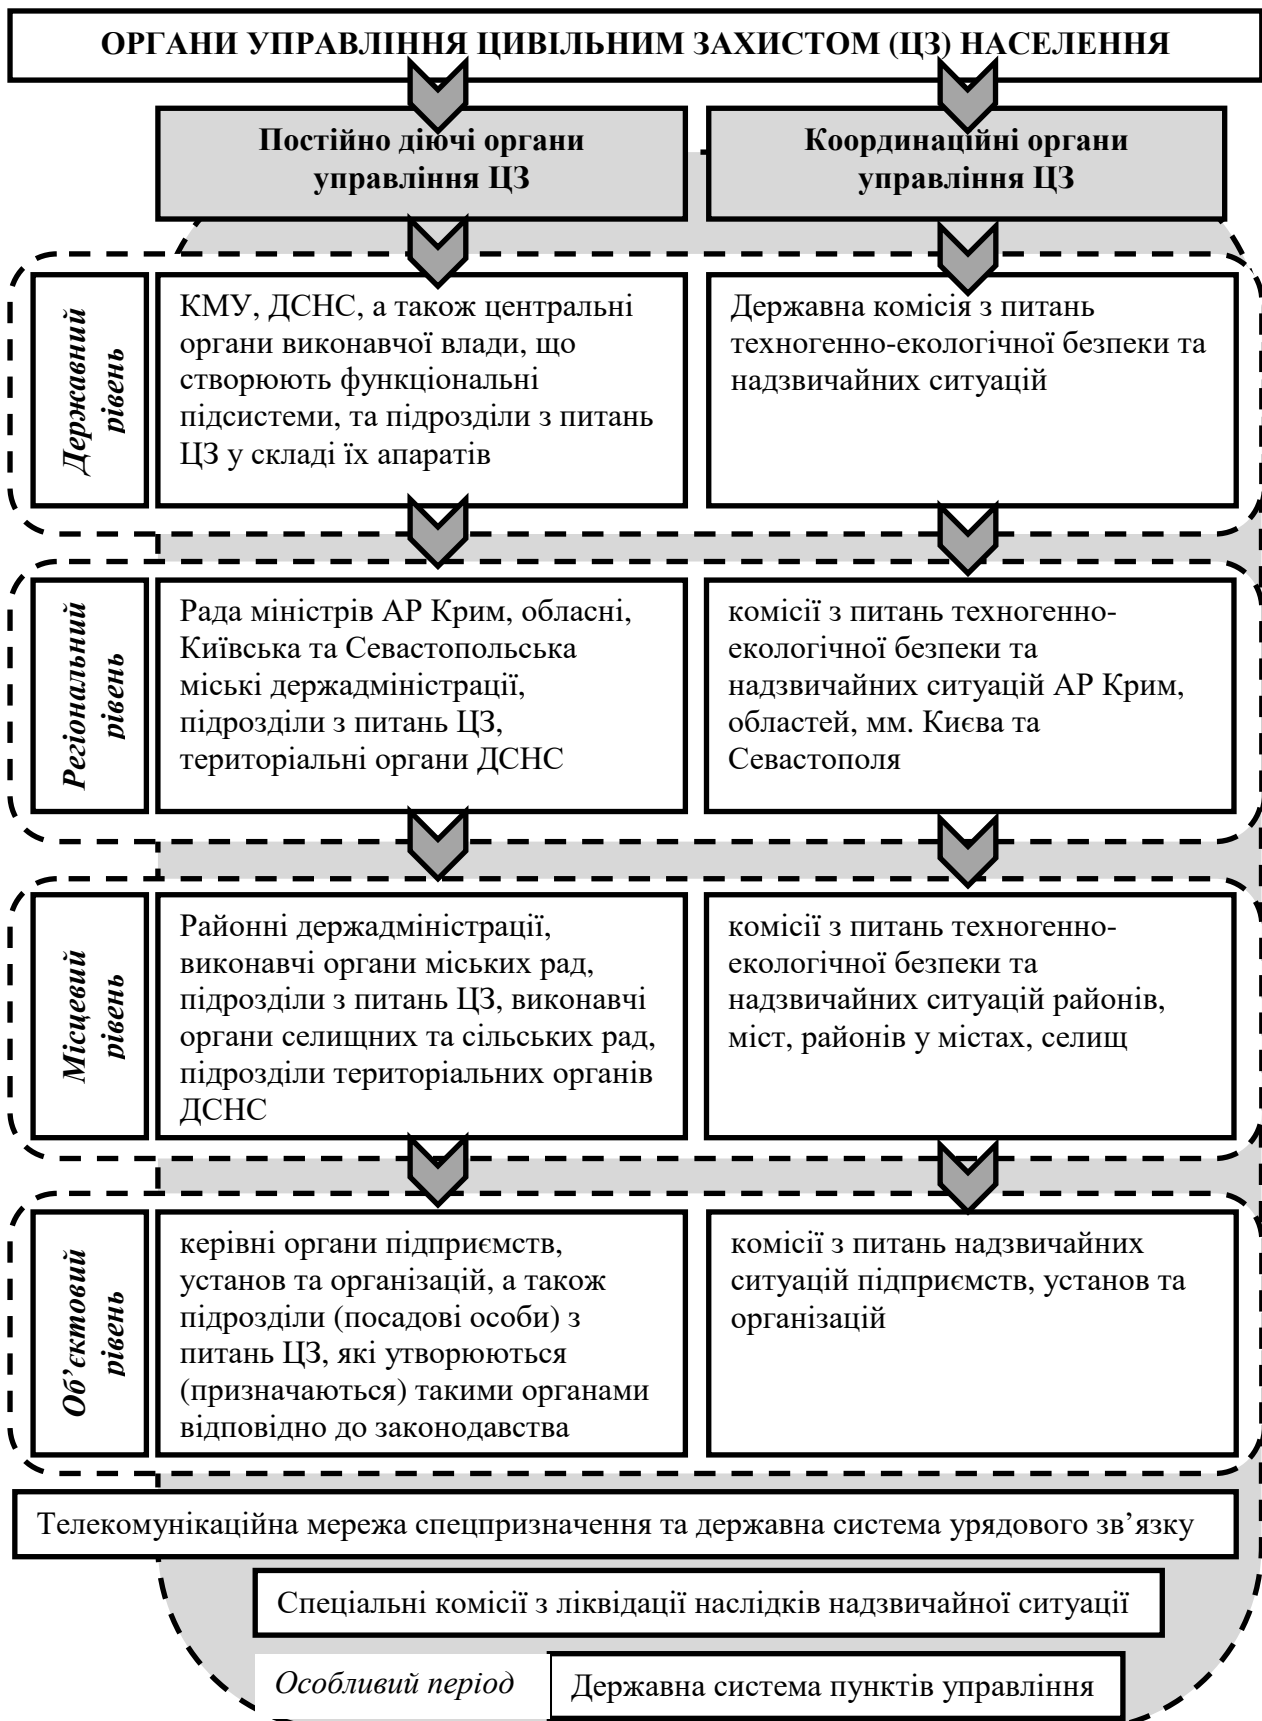 ОРГАНИ УПРАВЛІННЯ ЦИВІЛЬНИМ ЗАХИСТОМ (ЦЗ) НАСЕЛЕННЯ
Постійно діючі органи
управління ЦЗ
Координаційні органи
управління ЦЗ
Державний
рівень
КМУ, ДСНС, а також центральні
органи виконавчої влади, що
створюють функціональні
підсистеми, та підрозділи з питань
ЦЗ у складі їх апаратів
Державна комісія з питань
техногенно-екологічної безпеки та
надзвичайних ситуацій
Регіональний
рівень
Рада міністрів АР Крим, обласні,
Київська та Севастопольська
міські держадміністрації,
підрозділи з питань ЦЗ,
територіальні органи ДСНС
комісії з питань техногенно-
екологічної безпеки та
надзвичайних ситуацій АР Крим,
областей, мм. Києва та
Севастополя
Місцевий
рівень
Районні держадміністрації,
виконавчі органи міських рад,
підрозділи з питань ЦЗ, виконавчі
органи селищних та сільських рад,
підрозділи територіальних органів
ДСНС
комісії з питань техногенно-
екологічної безпеки та
надзвичайних ситуацій районів,
міст, районів у містах, селищ
Об’єктовий
рівень
керівні органи підприємств,
установ та організацій, а також
підрозділи (посадові особи) з
питань ЦЗ, які утворюються
(призначаються) такими органами
відповідно до законодавства
комісії з питань надзвичайних
ситуацій підприємств, установ та
організацій
Телекомунікаційна мережа спецпризначення та державна система урядового зв’язку
Спеціальні комісії з ліквідації наслідків надзвичайної ситуації
Особливий період
Державна система пунктів управління